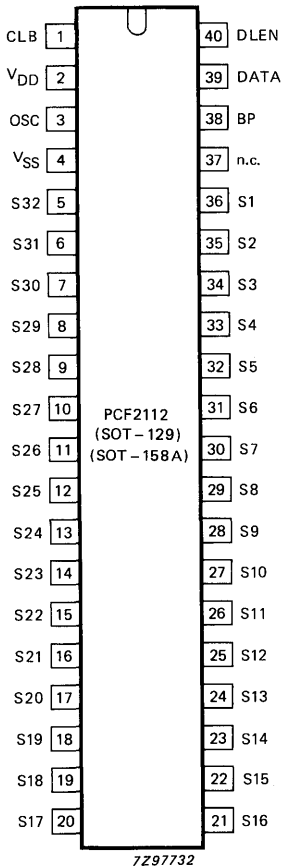 CLB 1 40 DLEN
VDD 2 39 DATA
OSC 3 38 BP
VSS 4 37 n.c.
S32 5 36 S1
S31 6 35 S2
S30 7 34 S3
S29 8 33 S4
S28 9 32 S5
S27 10 31 S6
PCF2112
(SOT-129)
(SOT-158A)
S26 11 30 S7
S25 12 29 S8
S24 13 28 S9
S23 14 27 S10
S22 15 26 S11
S21 16 25 S12
S20 17 24 S13
S19 18 23 S14
S18 19 22 S15
S17 20 21 S16
7Z97732